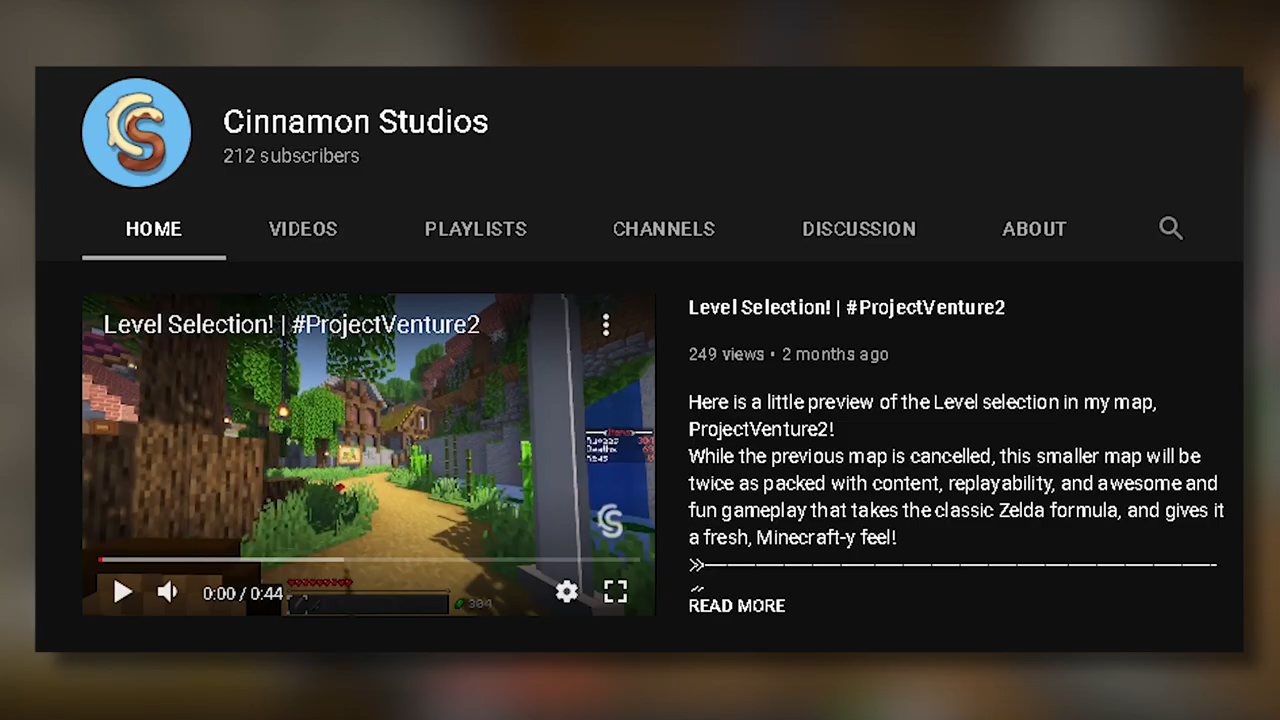 Cinnamon Studios
212 subscribers
HOME VIDEOS PLAYLISTS CHANNELS DISCUSSION ABOUT
Level Selection! | #ProjectVenture2
0:00 / 0:44
304
Level Selection! | #ProjectVenture2
249 views • 2 months ago
Here is a little preview of the Level selection in my map,
ProjectVenture2!
While the previous map is cancelled, this smaller map will be
twice as packed with content, replayability, and awesome and
fun gameplay that takes the classic Zelda formula, and gives it
a fresh, Minecraft-y feel!
READ MORE